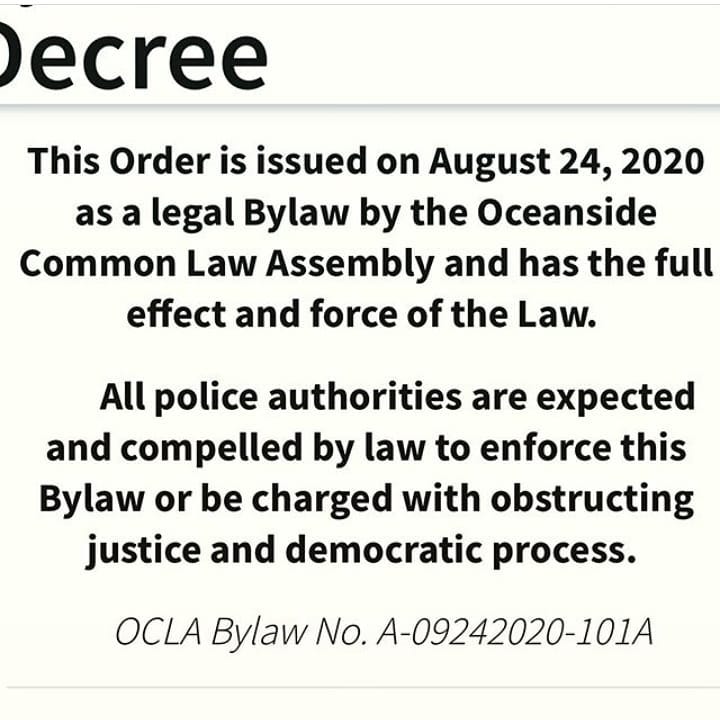 Decree
This Order is issued on August 24, 2020
as a legal Bylaw by the Oceanside
Common Law Assembly and has the full
effect and force of the Law.
All police authorities are expected
and compelled by law to enforce this
Bylaw or be charged with obstructing
justice and democratic process.
OCLA Bylaw No. A-09242020-101A